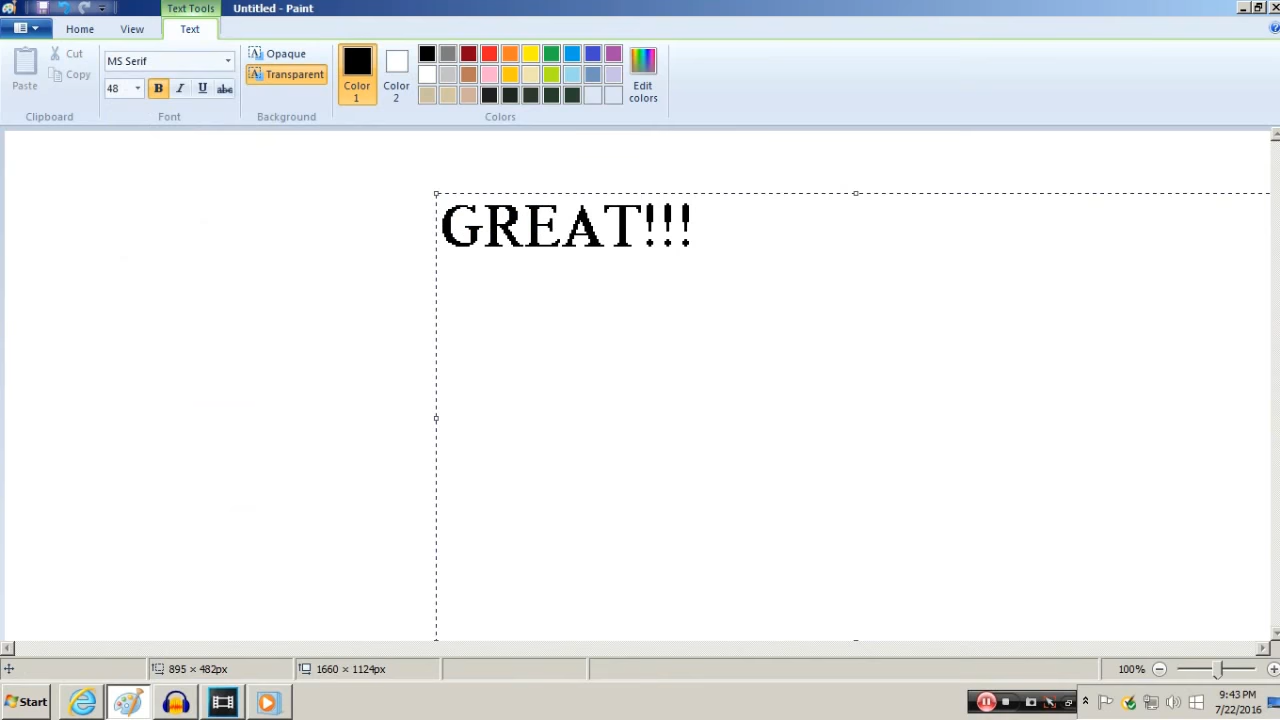 Text Tools
Untitled - Paint
Home
View
Text
Paste
Cut
Copy
Clipboard
MS Serif
48
B
I
U
abc
Font
Opaque
Transparent
Background
Color
1
Color
2
Edit
colors
Colors
GREAT!!!
895 × 482px
1660 × 1124px
100%
Start
9:43 PM
7/22/2016